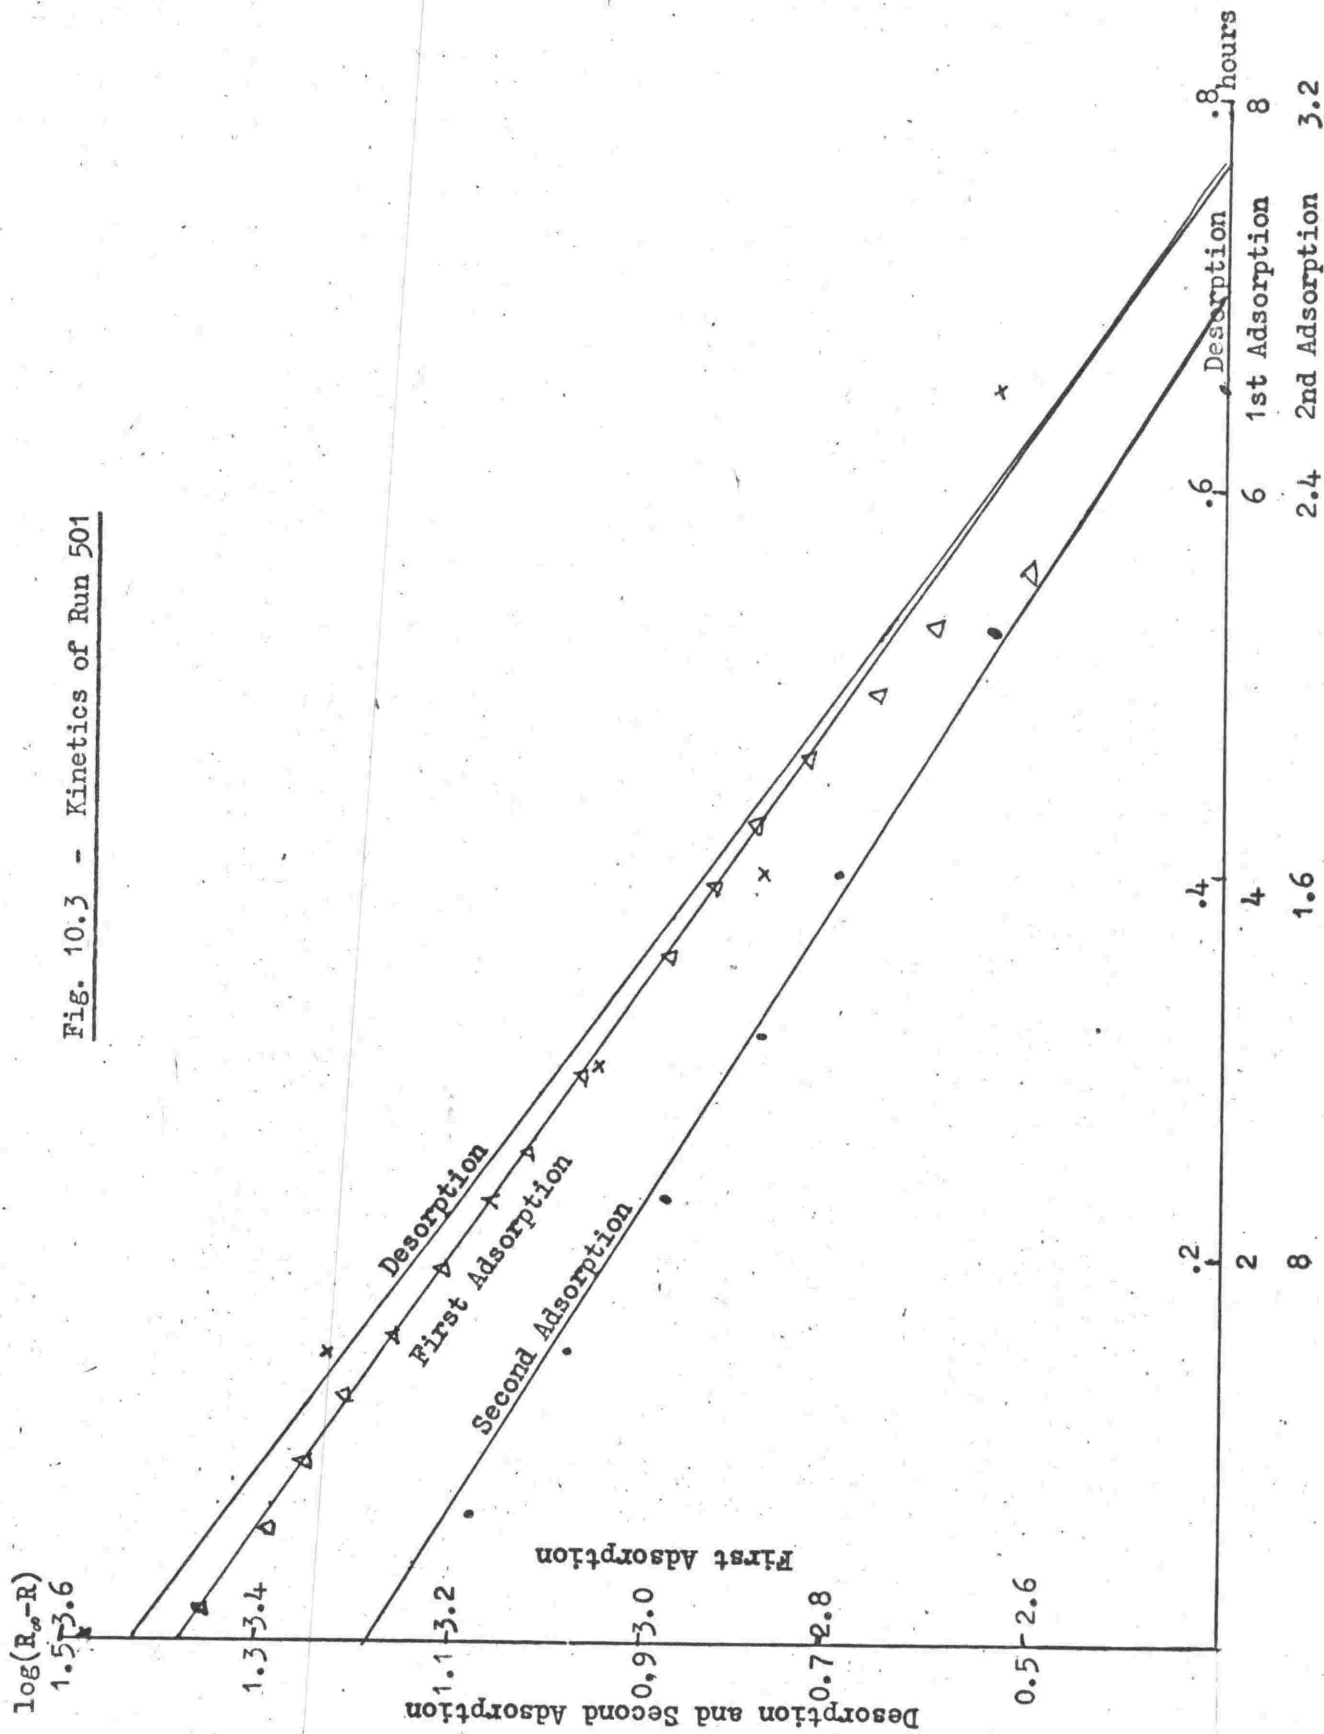 Fig. 10.3 - Kinetics of Run 501
log(R∞-R)
1.5 3.6
1.3 3.4
1.1 3.2
0.9 3.0
0.7 2.8
0.5 2.6
Desorption and Second Adsorption
First Adsorption
Desorption
First Adsorption
Second Adsorption
.2 .4 .6 .8 hours
Desorption
2 4 6 8
1st Adsorption
8 1.6 2.4 3.2
2nd Adsorption